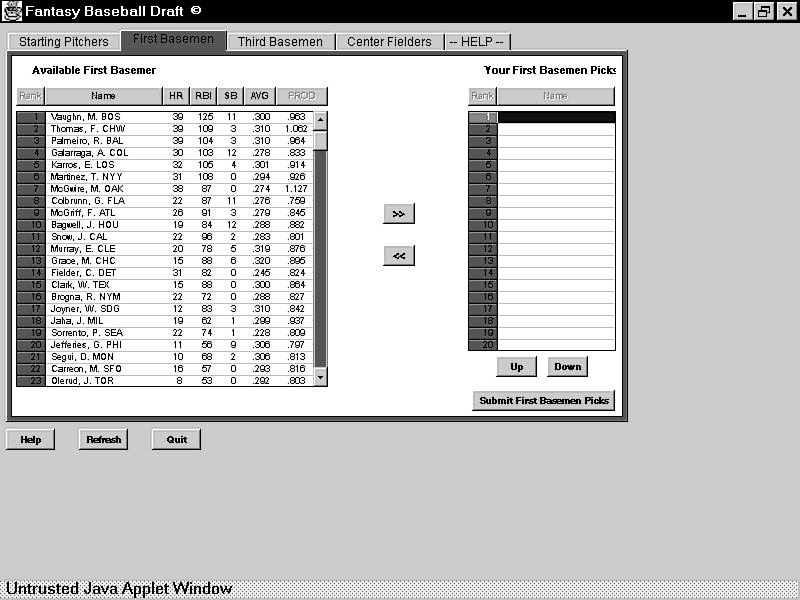 Fantasy Baseball Draft ©
Starting Pitchers First Basemen Third Basemen Center Fielders -- HELP --
Available First Basemer
Your First Basemen Picks
Rank Name HR RBI SB AVG PROD
Rank Name
1 Vaughn, M. BOS 39 125 11 .300 .963
2 Thomas, F. CHW 39 109 3 .310 1.062
3 Palmeiro, R. BAL 39 104 3 .310 .964
4 Galarraga, A. COL 30 103 12 .278 .833
5 Karros, E. LOS 32 105 4 .301 .914
6 Martinez, T. NYY 31 108 0 .294 .926
7 McGwire, M. OAK 38 87 0 .274 1.127
8 Colbrunn, G. FLA 22 87 11 .276 .759
9 McGriff, F. ATL 26 91 3 .279 .845
10 Bagwell, J. HOU 19 84 12 .288 .882
11 Snow, J. CAL 22 96 2 .283 .801
12 Murray, E. CLE 20 78 5 .319 .876
13 Grace, M. CHC 15 88 6 .320 .895
14 Fielder, C. DET 31 82 0 .245 .824
15 Clark, W. TEX 15 88 0 .300 .864
16 Brogna, R. NYM 22 72 0 .288 .827
17 Joyner, W. SDG 12 83 3 .310 .842
18 Jaha, J. MIL 19 62 1 .299 .937
19 Sorrento, P. SEA 22 74 1 .228 .809
20 Jefferies, G. PHI 11 56 9 .306 .797
21 Segui, D. MON 10 68 2 .306 .813
22 Carreon, M. SFO 16 57 0 .293 .816
23 Olerud, J. TOR 8 53 0 .292 .803
>>
<<
1
2
3
4
5
6
7
8
9
10
11
12
13
14
15
16
17
18
19
20
Up Down
Submit First Basemen Picks
Help Refresh Quit
Untrusted Java Applet Window